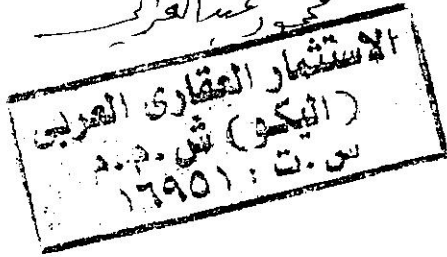 الاستثمار العقارى العربى
(اليكو) ش.م.م
س.ت : ١٦٩٥١